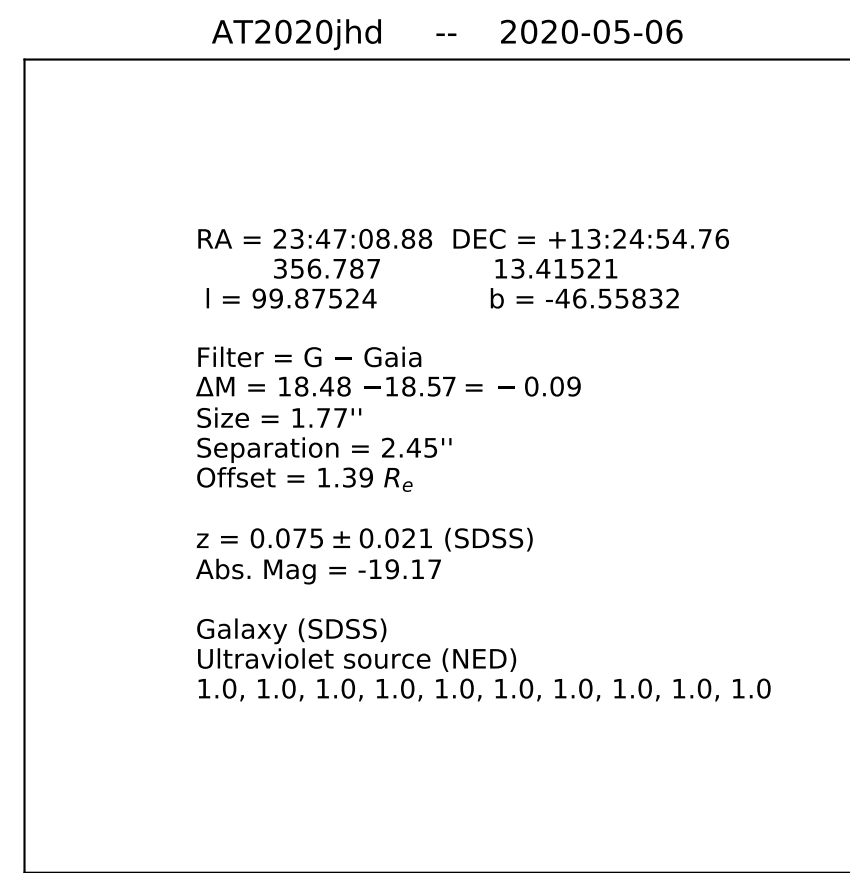 AT2020jhd -- 2020-05-06
RA = 23:47:08.88 DEC = +13:24:54.76
356.787 13.41521
l = 99.87524 b = -46.55832
Filter = G − Gaia
ΔM = 18.48 −18.57 = − 0.09
Size = 1.77''
Separation = 2.45''
Offset = 1.39 Re
z = 0.075 ± 0.021 (SDSS)
Abs. Mag = -19.17
Galaxy (SDSS)
Ultraviolet source (NED)
1.0, 1.0, 1.0, 1.0, 1.0, 1.0, 1.0, 1.0, 1.0, 1.0